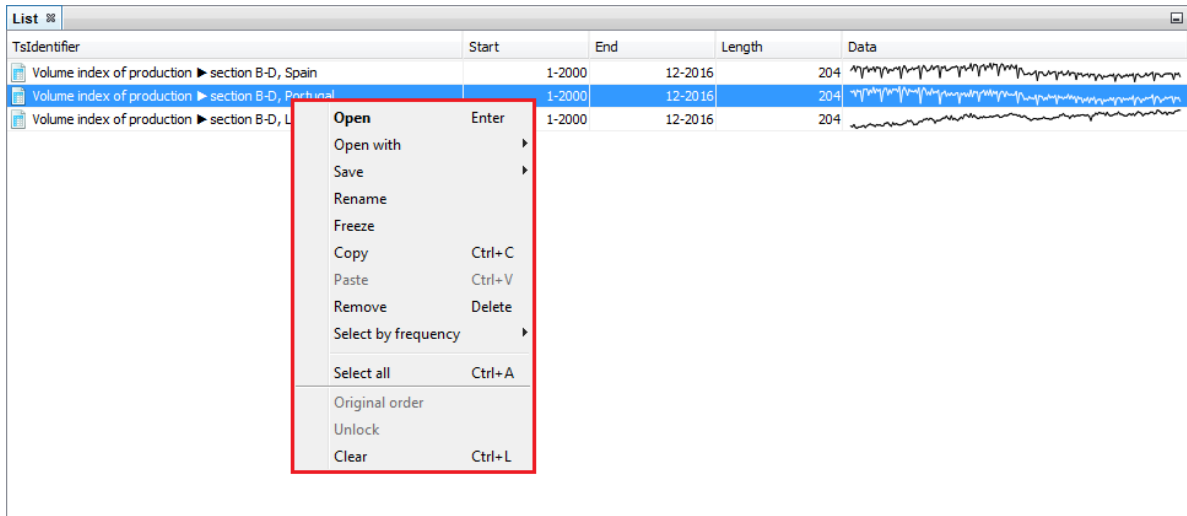 List
TsIdentifier Start End Length Data
Volume index of production ► section B-D, Spain 1-2000 12-2016 204
Volume index of production ► section B-D, Portugal 1-2000 12-2016 204
Volume index of production ► section B-D, L 1-2000 12-2016 204
Open Enter
Open with
Save
Rename
Freeze
Copy Ctrl+C
Paste Ctrl+V
Remove Delete
Select by frequency
Select all Ctrl+A
Original order
Unlock
Clear Ctrl+L